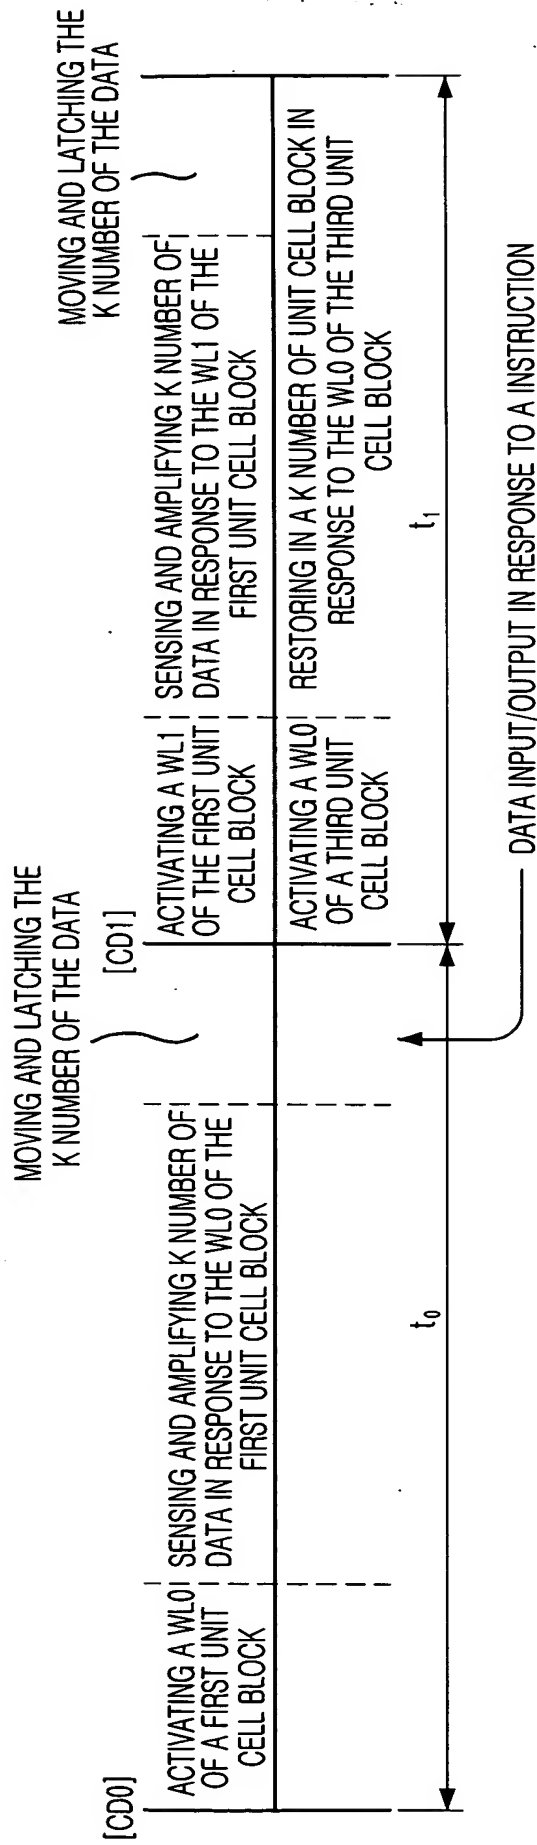 MOVING AND LATCHING THE
K NUMBER OF THE DATA
MOVING AND LATCHING THE
K NUMBER OF THE DATA
[CD0]
[CD1]
ACTIVATING A WL0
OF A FIRST UNIT
CELL BLOCK
SENSING AND AMPLIFYING K NUMBER OF
DATA IN RESPONSE TO THE WL0 OF THE
FIRST UNIT CELL BLOCK
ACTIVATING A WL1
OF THE FIRST UNIT
CELL BLOCK
SENSING AND AMPLIFYING K NUMBER OF
DATA IN RESPONSE TO THE WL1 OF THE
FIRST UNIT CELL BLOCK
ACTIVATING A WL0
OF A THIRD UNIT
CELL BLOCK
RESTORING IN A K NUMBER OF UNIT CELL BLOCK IN
RESPONSE TO THE WL0 OF THE THIRD UNIT
CELL BLOCK
t0
t1
DATA INPUT/OUTPUT IN RESPONSE TO A INSTRUCTION